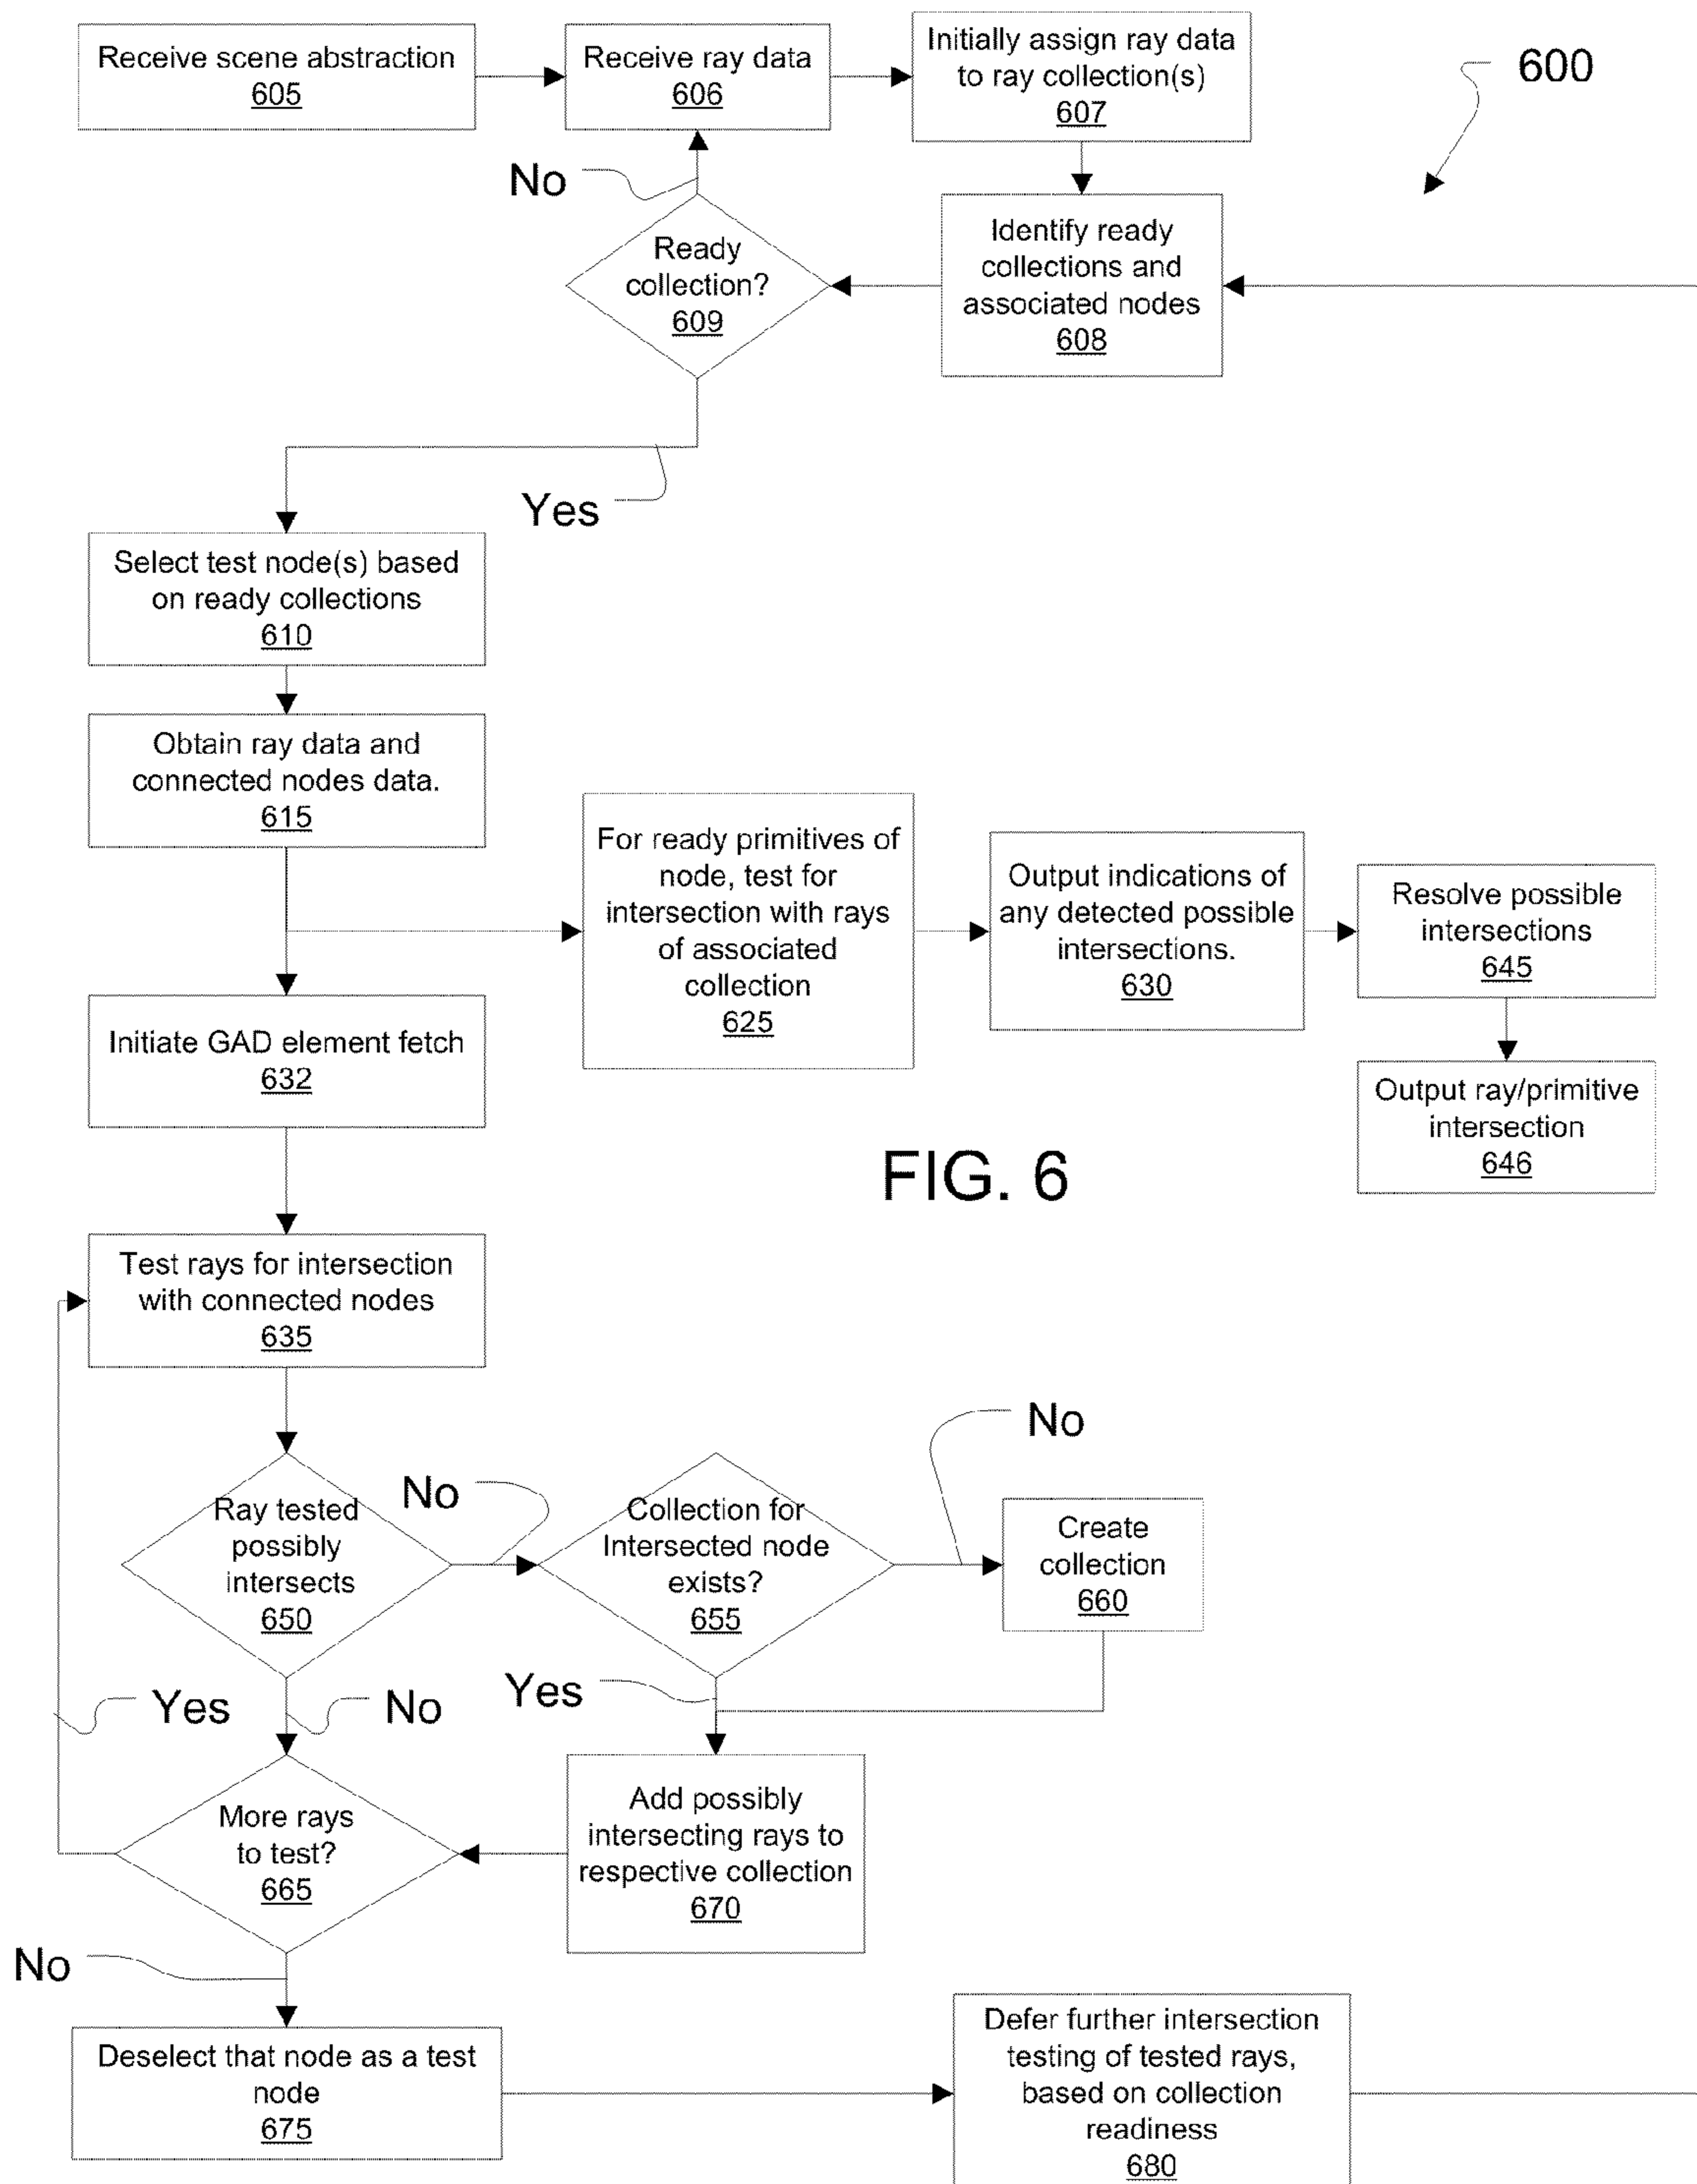 Receive scene abstraction
605
Receive ray data
606
Initially assign ray data
to ray collection(s)
607
600
No
Ready
collection?
609
Identify ready
collections and
associated nodes
608
Yes
Select test node(s) based
on ready collections
610
Obtain ray data and
connected nodes data.
615
For ready primitives of
node, test for
intersection with rays
of associated
collection
625
Output indications of
any detected possible
intersections.
630
Resolve possible
intersections
645
Initiate GAD element fetch
632
Output ray/primitive
intersection
646
FIG. 6
Test rays for intersection
with connected nodes
635
Ray tested
possibly
intersects
650
No
Collection for
Intersected node
exists?
655
No
Create
collection
660
Yes
No
Yes
More rays
to test?
665
Add possibly
intersecting rays to
respective collection
670
No
Deselect that node as a test
node
675
Defer further intersection
testing of tested rays,
based on collection
readiness
680